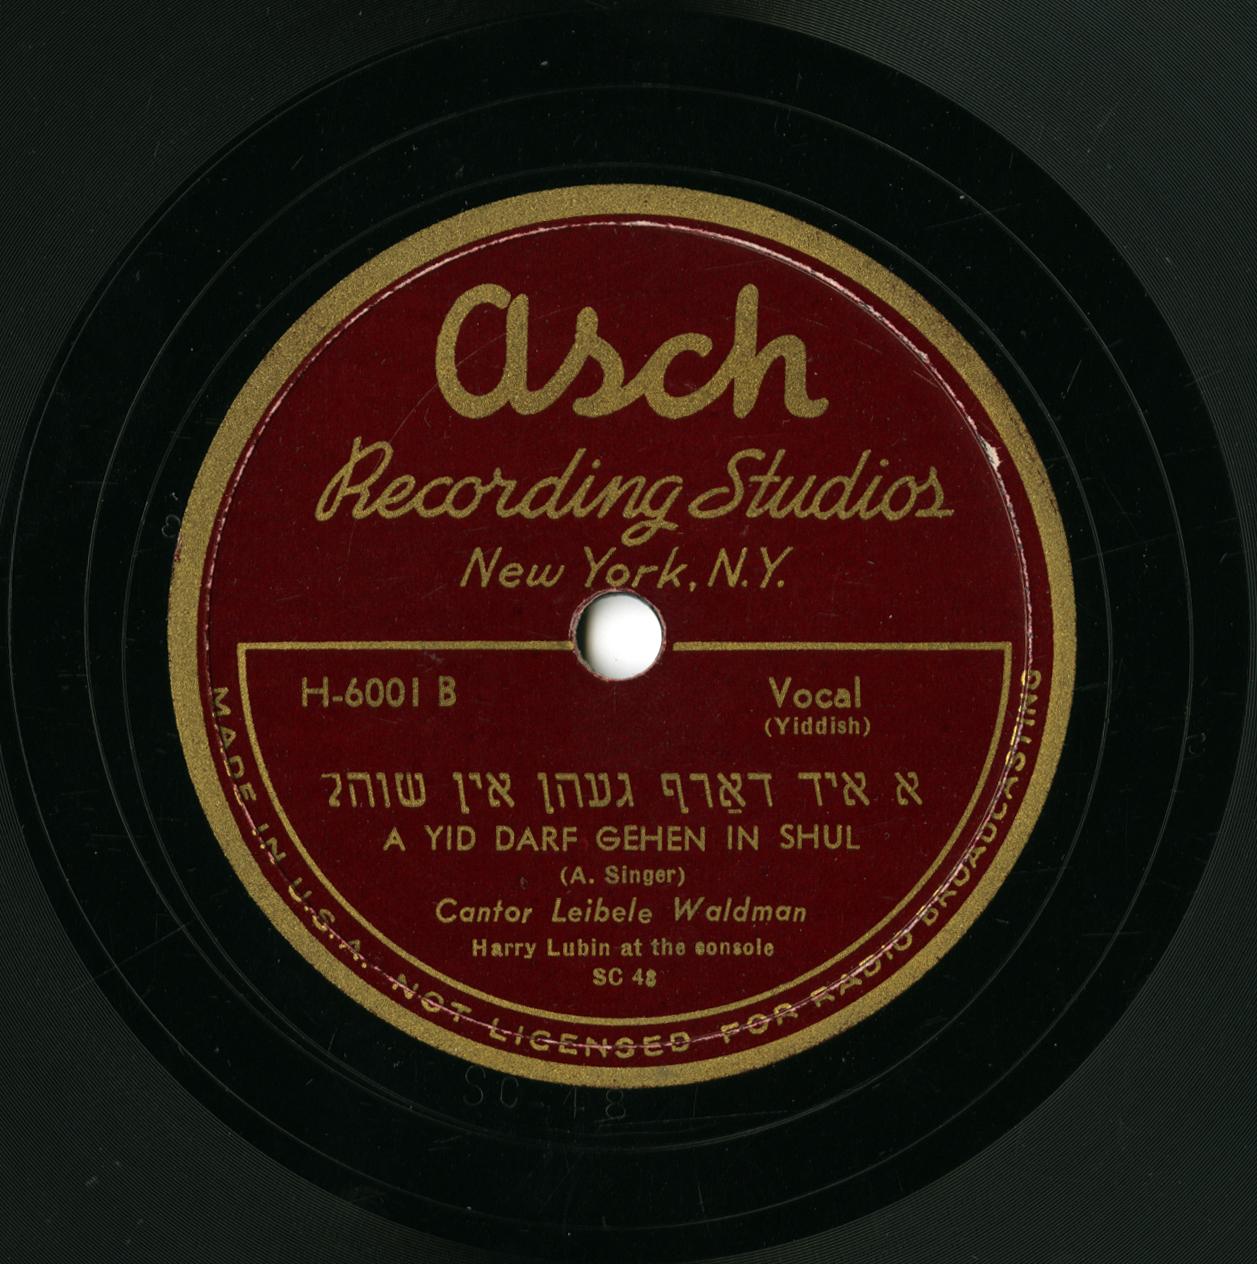 asch
Recording Studios
New York, N.Y.
H-6001 B
Vocal
(Yiddish)
א איד דאַרף געהן אין שוהל
A YID DARF GEHEN IN SHUL
(A. Singer)
Cantor Leibele Waldman
Harry Lubin at the console
SC 48
MADE IN U.S.A. NOT LICENSED FOR RADIO BROADCASTING
SC-48